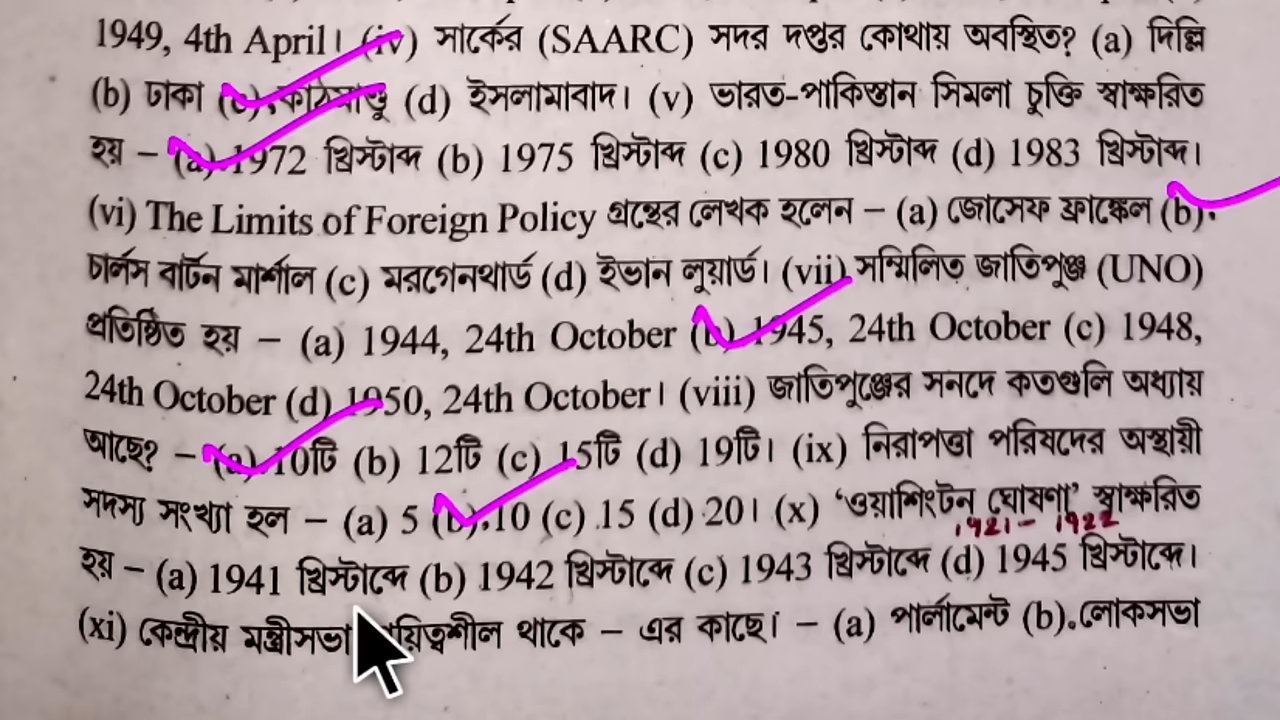 1949, 4th April। (iv) সার্কের (SAARC) সদর দপ্তর কোথায় অবস্থিত? (a) দিল্লি
(b) ঢাকা (c) কাঠমাণ্ডু (d) ইসলামাবাদ। (v) ভারত-পাকিস্তান সিমলা চুক্তি স্বাক্ষরিত
হয় – (a) 1972 খ্রিস্টাব্দ (b) 1975 খ্রিস্টাব্দ (c) 1980 খ্রিস্টাব্দ (d) 1983 খ্রিস্টাব্দ।
(vi) The Limits of Foreign Policy গ্রন্থের লেখক হলেন – (a) জোসেফ ফ্রাঙ্কেল (b)
চার্লস বার্টন মার্শাল (c) মরগেনথার্ড (d) ইভান লুয়ার্ড। (vii) সম্মিলিত জাতিপুঞ্জ (UNO)
প্রতিষ্ঠিত হয় – (a) 1944, 24th October (b) 1945, 24th October (c) 1948,
24th October (d) 1950, 24th October। (viii) জাতিপুঞ্জের সনদে কতগুলি অধ্যায়
আছে? – (a) 10টি (b) 12টি (c) 15টি (d) 19টি। (ix) নিরাপত্তা পরিষদের অস্থায়ী
সদস্য সংখ্যা হল – (a) 5 (b) 10 (c) 15 (d) 20। (x) ‘ওয়াশিংটন ঘোষণা’ স্বাক্ষরিত
1921 - 1922
হয় – (a) 1941 খ্রিস্টাব্দে (b) 1942 খ্রিস্টাব্দে (c) 1943 খ্রিস্টাব্দে (d) 1945 খ্রিস্টাব্দে।
(xi) কেন্দ্রীয় মন্ত্রীসভা থাকে – এর কাছে। – (a) পার্লামেন্ট (b) লোকসভা